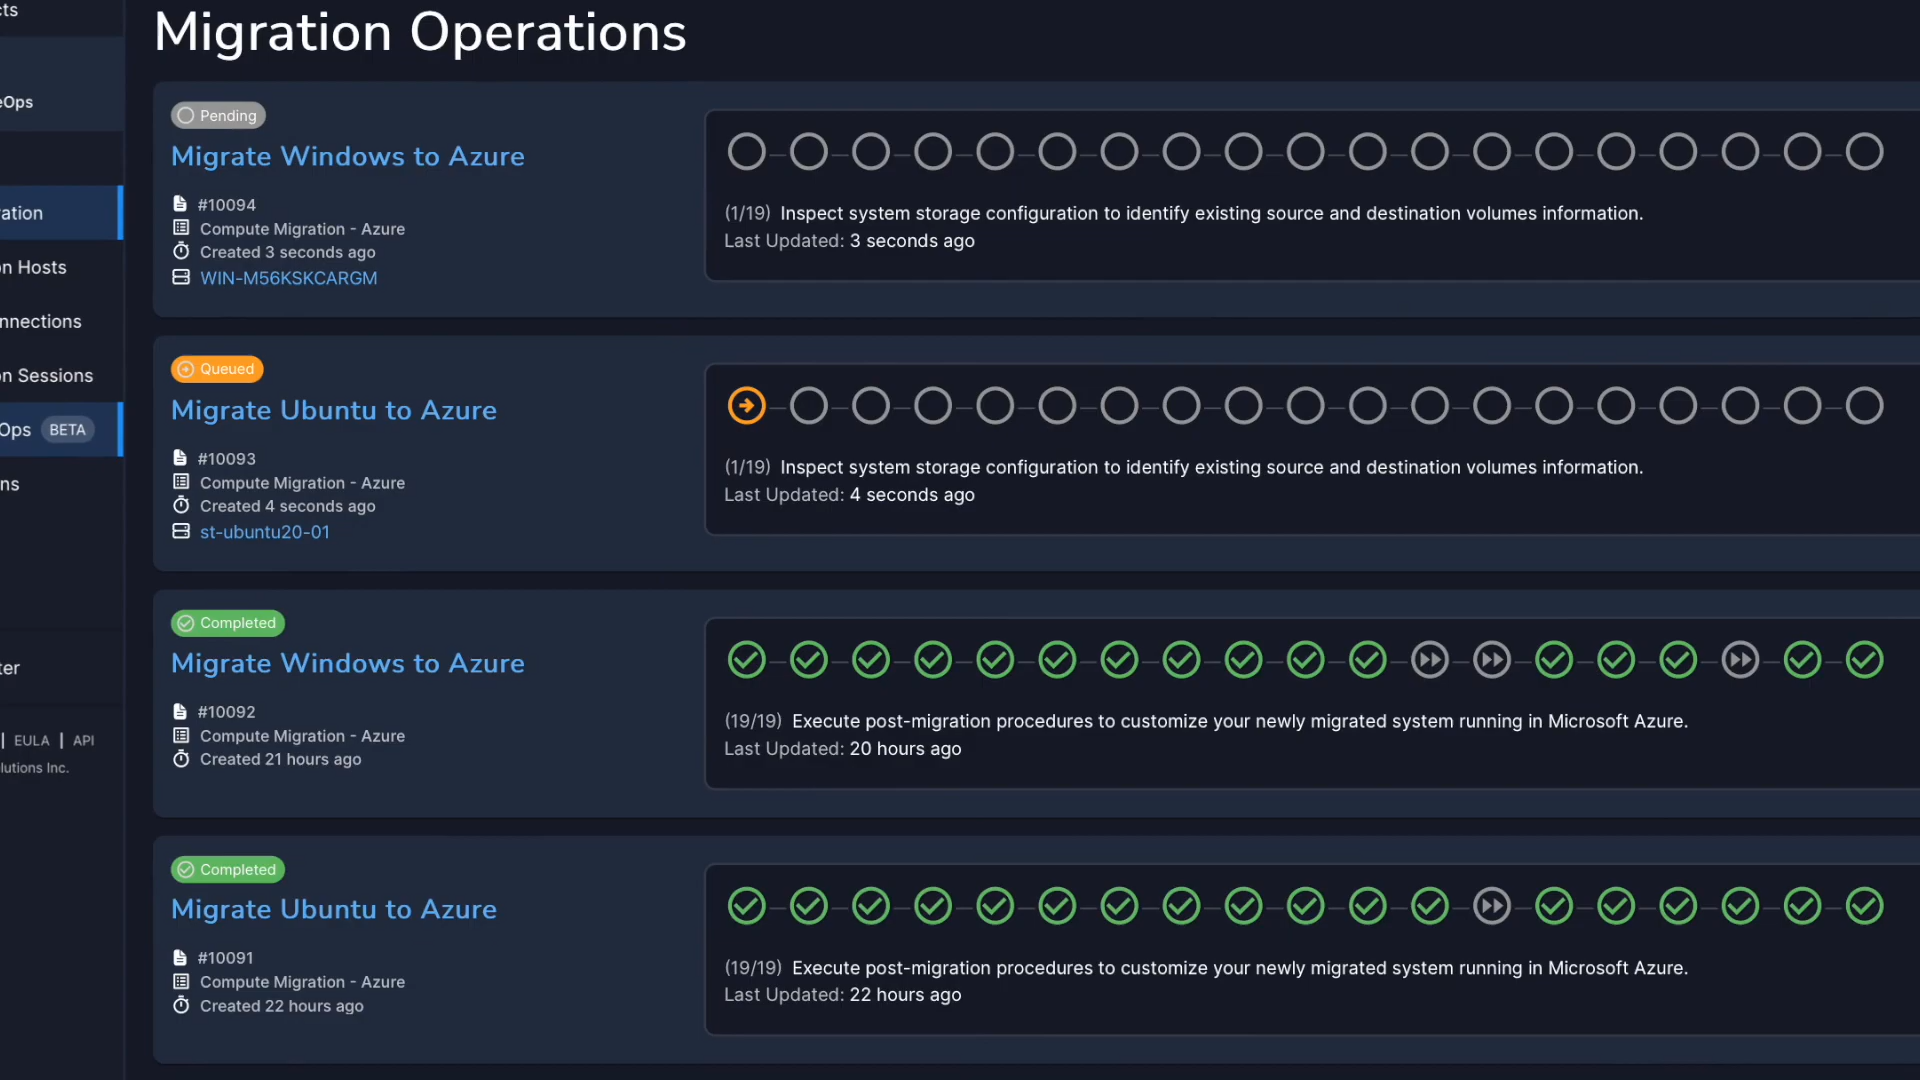 cts
Migration Operations
eOps
ration
on Hosts
nnections
on Sessions
Ops BETA
ns
ter
| EULA | API
lutions Inc.
Pending
Migrate Windows to Azure
#10094
Compute Migration - Azure
Created 3 seconds ago
WIN-M56KSKCARGM
(1/19) Inspect system storage configuration to identify existing source and destination volumes information.
Last Updated: 3 seconds ago
Queued
Migrate Ubuntu to Azure
#10093
Compute Migration - Azure
Created 4 seconds ago
st-ubuntu20-01
(1/19) Inspect system storage configuration to identify existing source and destination volumes information.
Last Updated: 4 seconds ago
Completed
Migrate Windows to Azure
#10092
Compute Migration - Azure
Created 21 hours ago
(19/19) Execute post-migration procedures to customize your newly migrated system running in Microsoft Azure.
Last Updated: 20 hours ago
Completed
Migrate Ubuntu to Azure
#10091
Compute Migration - Azure
Created 22 hours ago
(19/19) Execute post-migration procedures to customize your newly migrated system running in Microsoft Azure.
Last Updated: 22 hours ago